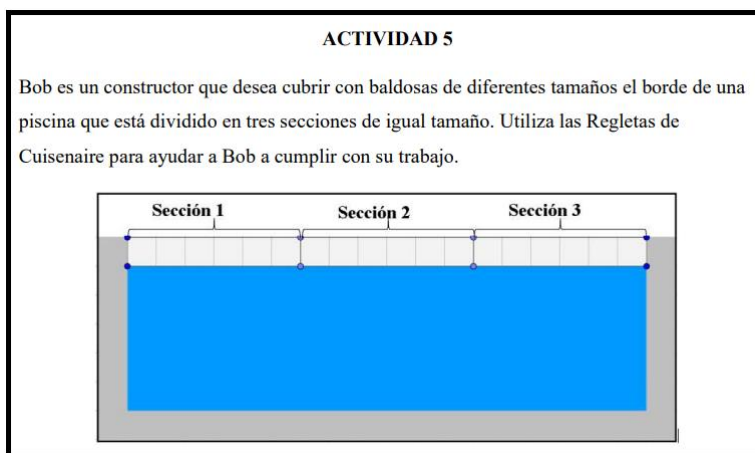 ACTIVIDAD 5
Bob es un constructor que desea cubrir con baldosas de diferentes tamaños el borde de una
piscina que está dividido en tres secciones de igual tamaño. Utiliza las Regletas de
Cuisenaire para ayudar a Bob a cumplir con su trabajo.
Sección 1 Sección 2 Sección 3